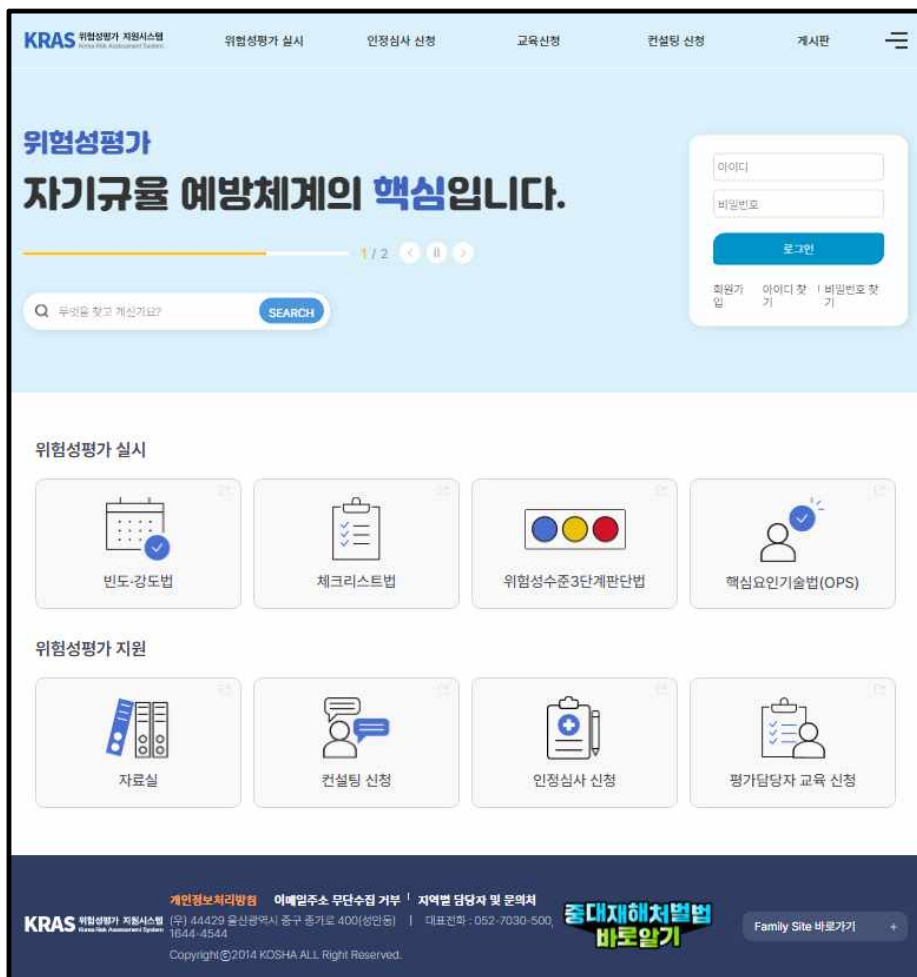 KRAS 위험성평가 지원시스템
Korea Risk Assessment System
위험성평가 실시
인정심사 신청
교육신청
컨설팅 신청
게시판
위험성평가
자기규율 예방체계의 핵심입니다.
1 / 2
무엇을 찾고 계신가요?
SEARCH
아이디
비밀번호
로그인
회원가입
아이디 찾기
비밀번호 찾기
위험성평가 실시
빈도·강도법
체크리스트법
위험성수준3단계판단법
핵심요인기술법(OPS)
위험성평가 지원
자료실
컨설팅 신청
인정심사 신청
평가담당자 교육 신청
KRAS 위험성평가 지원시스템
Korea Risk Assessment System
개인정보처리방침 이메일주소 무단수집 거부 | 지역별 담당자 및 문의처
(우) 44429 울산광역시 중구 종가로 400(성안동) | 대표전화 : 052-7030-500,
1644-4544
Copyrightⓒ2014 KOSHA ALL Right Reserved.
중대재해처벌법
바로알기
Family Site 바로가기 +